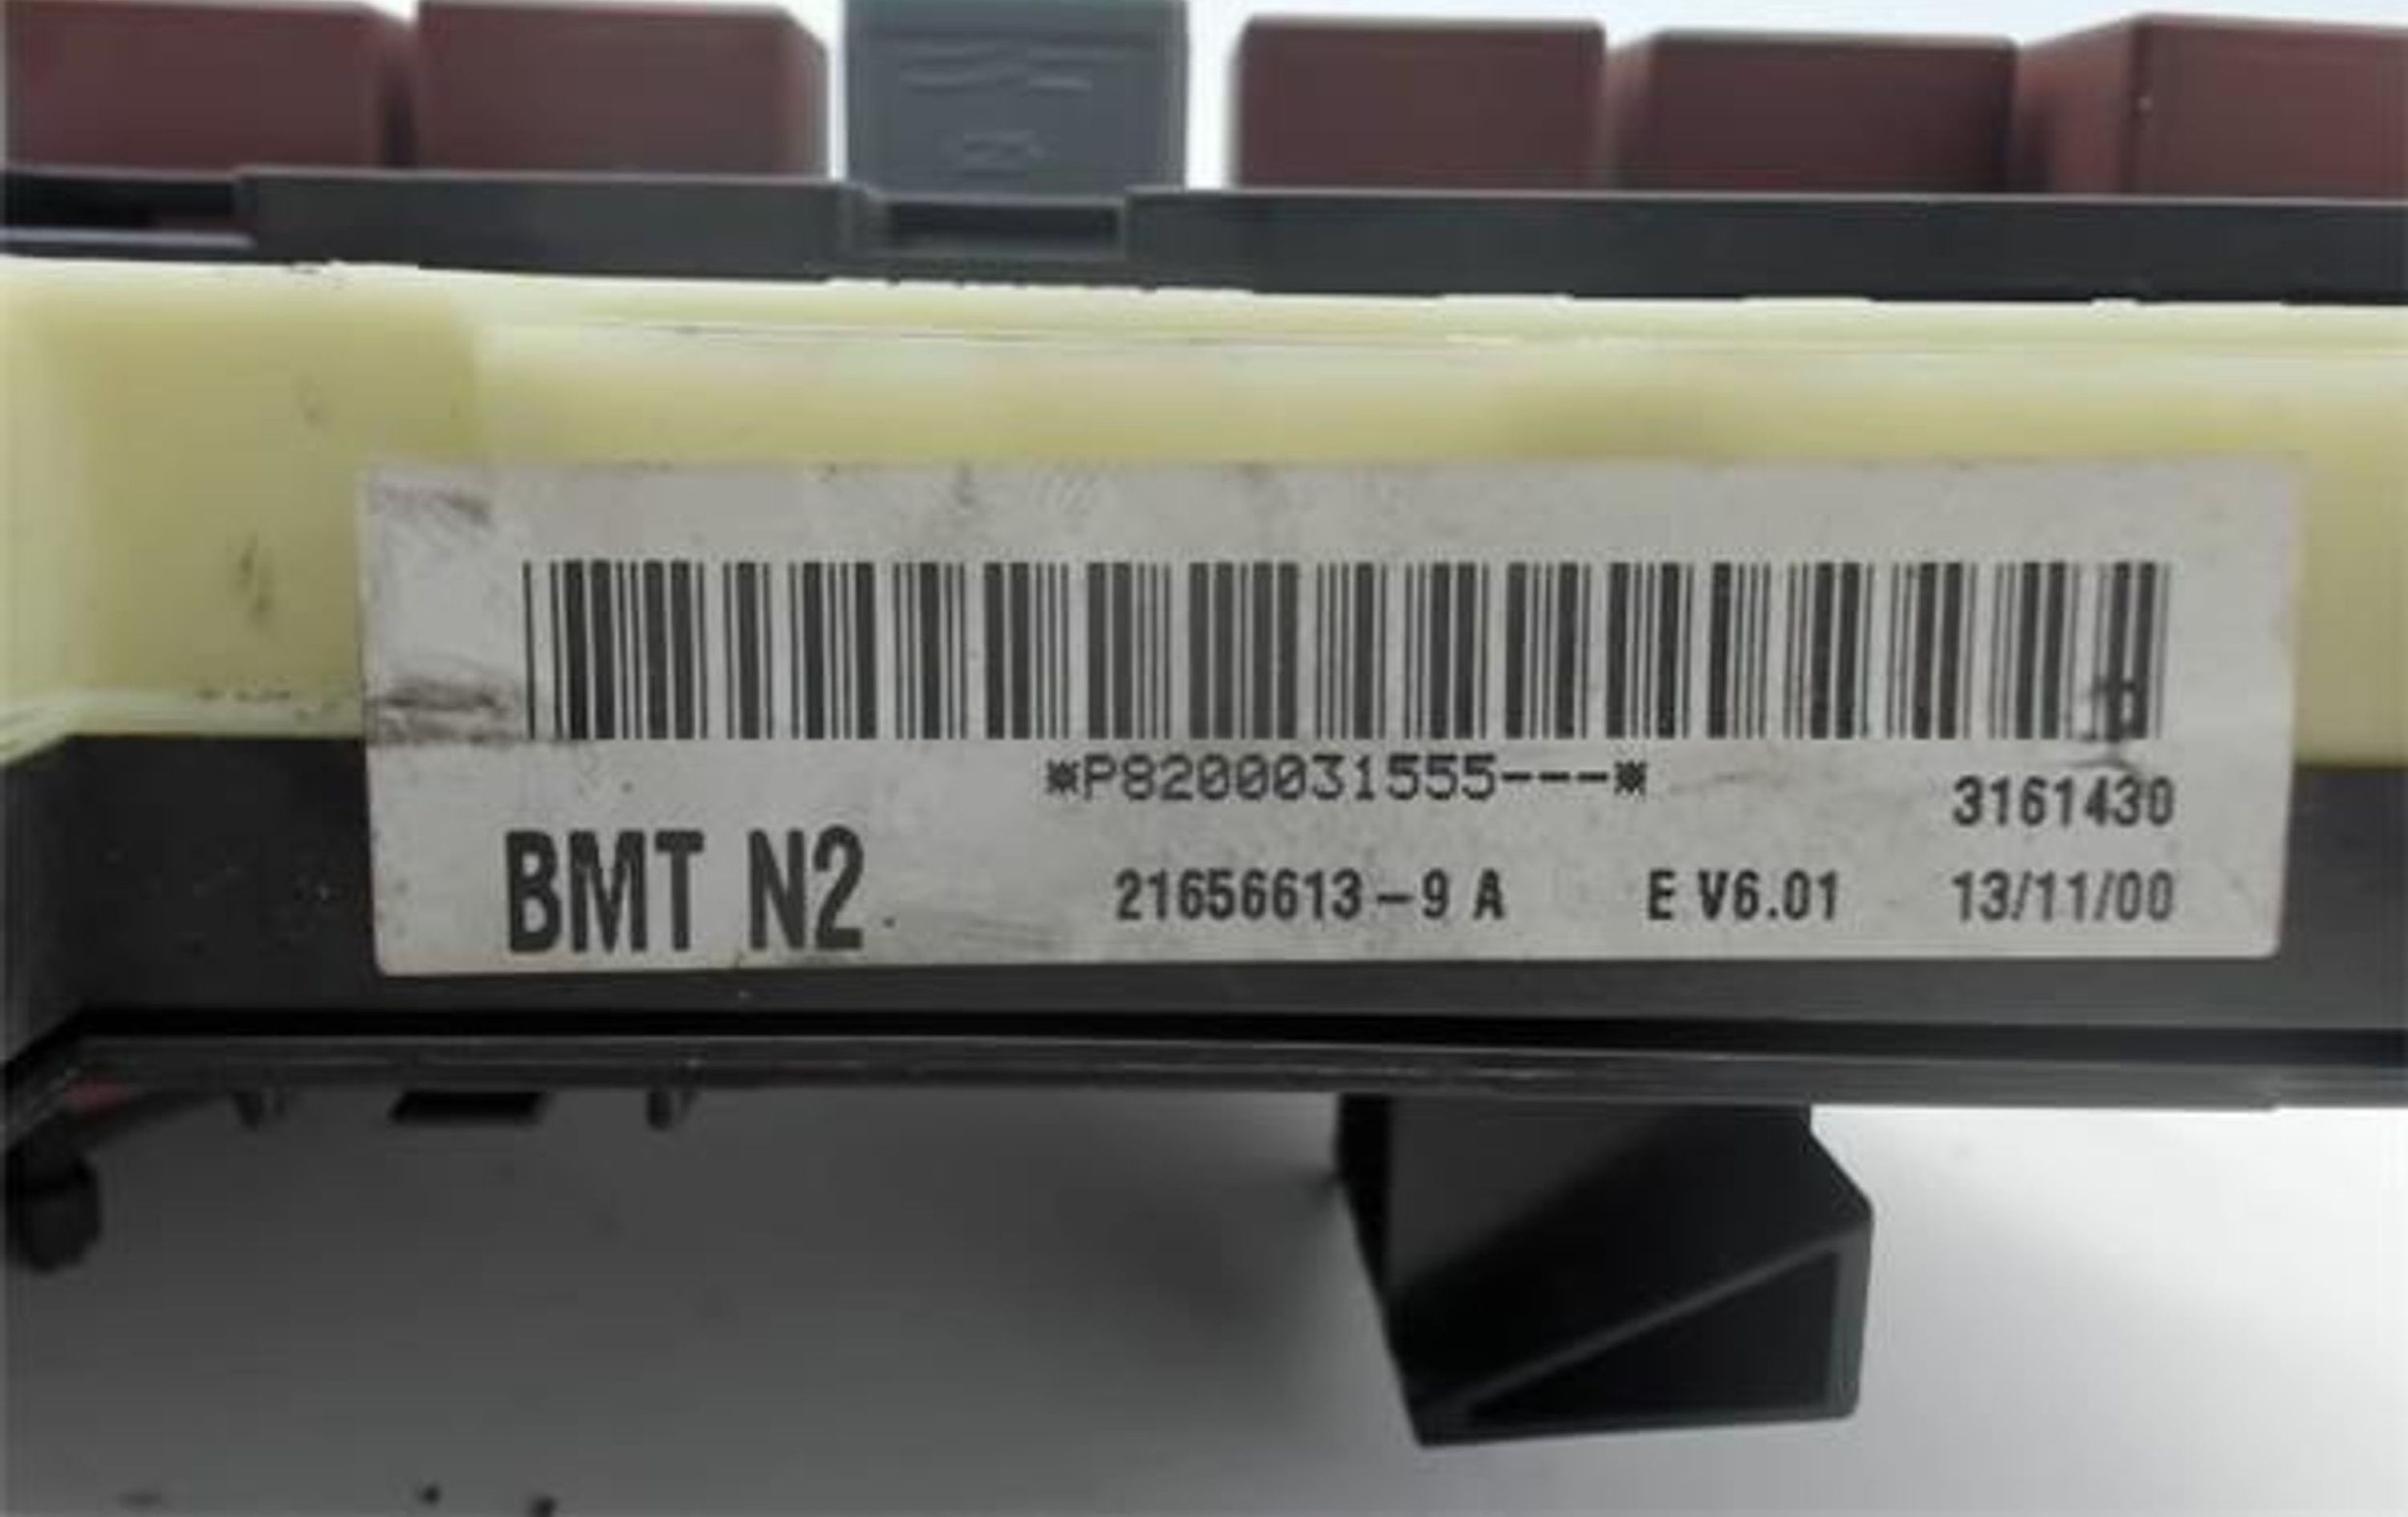 *P8200031555---*
3161430
BMT N2 21656613-9 A E V6.01 13/11/00